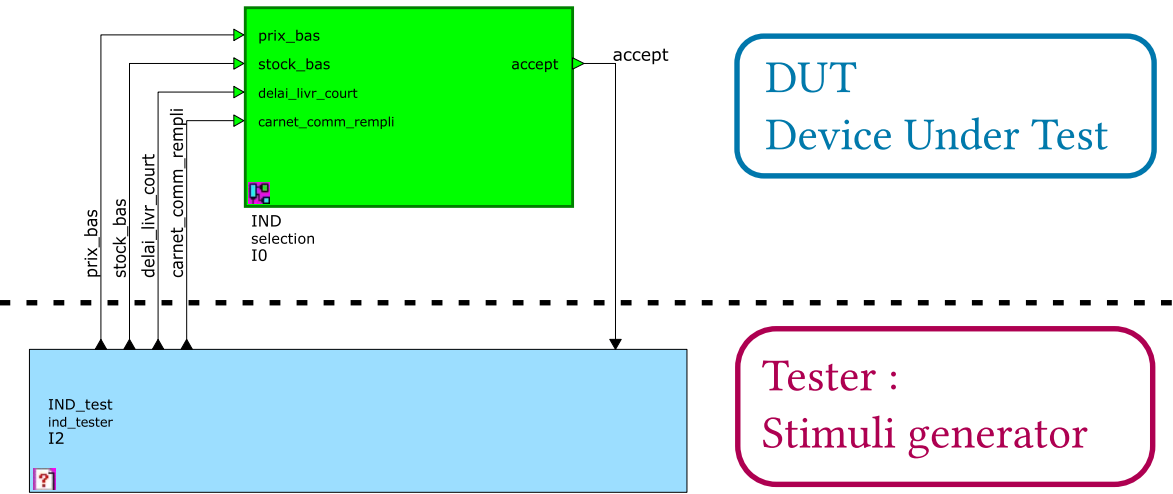 prix_bas
stock_bas
delai_livr_court
carnet_comm_rempli
accept
accept
IND
selection
I0
prix_bas
stock_bas
delai_livr_court
carnet_comm_rempli
DUT
Device Under Test
IND_test
ind_tester
I2
?
Tester :
Stimuli generator